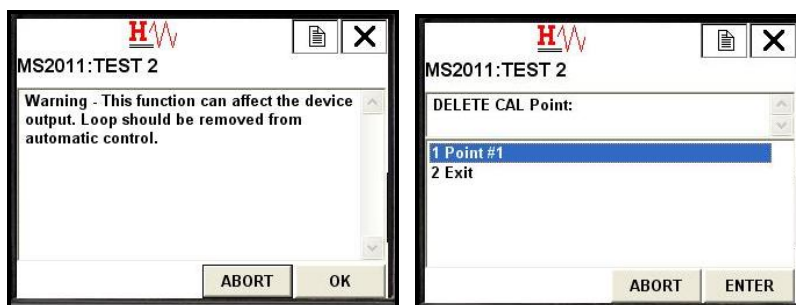 H
MS2011:TEST 2
Warning - This function can affect the device
output. Loop should be removed from
automatic control.
ABORT OK
H
MS2011:TEST 2
DELETE CAL Point:
1 Point #1
2 Exit
ABORT ENTER